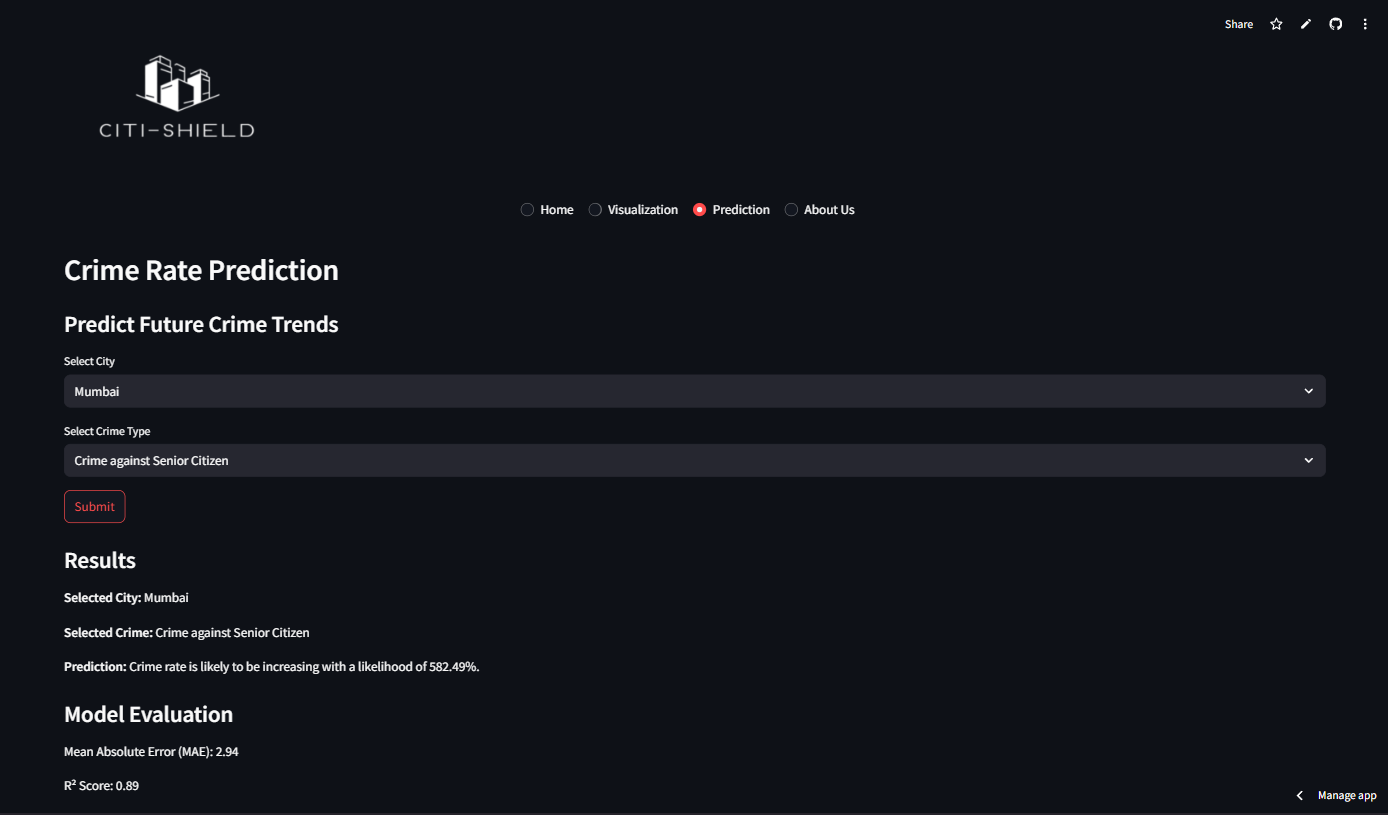 Share
CITI-SHIELD
Home Visualization Prediction About Us
Crime Rate Prediction
Predict Future Crime Trends
Select City
Mumbai
Select Crime Type
Crime against Senior Citizen
Submit
Results
Selected City: Mumbai
Selected Crime: Crime against Senior Citizen
Prediction: Crime rate is likely to be increasing with a likelihood of 582.49%.
Model Evaluation
Mean Absolute Error (MAE): 2.94
R² Score: 0.89
Manage app